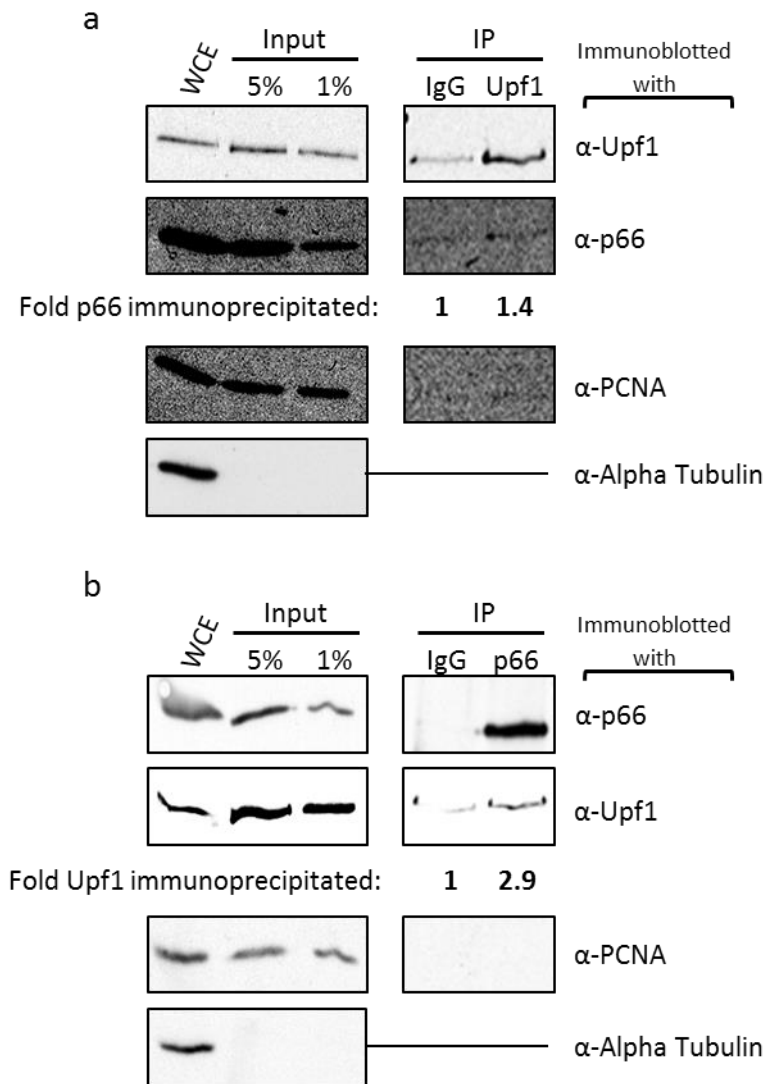 a
Input IP Immunoblotted
WCE 5% 1% IgG Upf1 with
α-Upf1
α-p66
Fold p66 immunoprecipitated: 1 1.4
α-PCNA
α-Alpha Tubulin
b
Input IP Immunoblotted
WCE 5% 1% IgG p66 with
α-p66
α-Upf1
Fold Upf1 immunoprecipitated: 1 2.9
α-PCNA
α-Alpha Tubulin